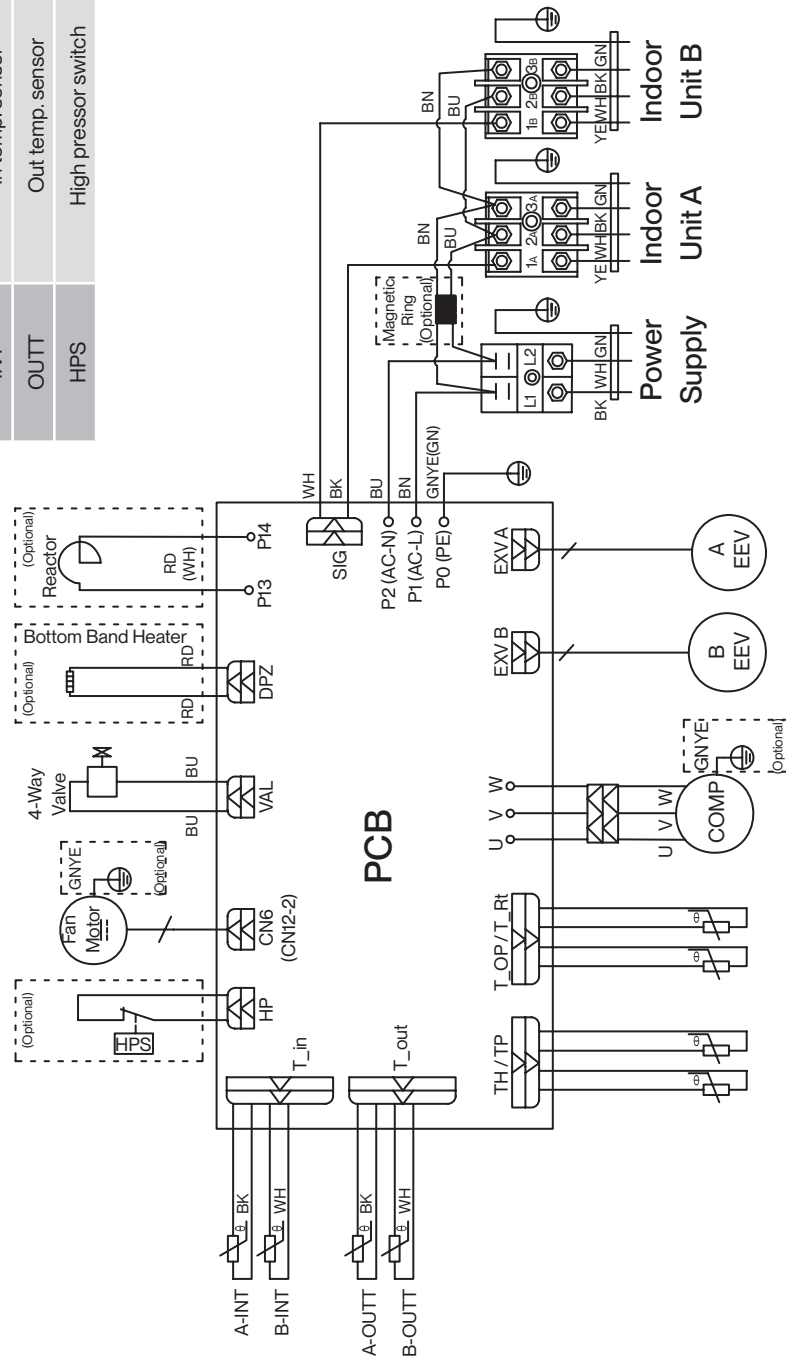 OUTT
Out temp. sensor
HPS
High pressor switch
(Optional)
HPS
HP
Fan
Motor
GNYE
(Optional)
CN6
(CN12-2)
4-Way
Valve
BU
BU
VAL
Bottom Band Heater
(Optional)
RD
RD
DPZ
(Optional)
Reactor
RD
(WH)
P13
P14
WH
BK
SIG
BU
P2 (AC-N)
BN
P1 (AC-L)
GNYE(GN)
P0 (PE)
Magnetic
Ring
(Optional)
BN
BU
BN
BU
L1
L2
BK
WH
GN
Power
Supply
1A
2A
3A
YE
WH
BK
GN
Indoor
Unit A
1B
2B
3B
YE
WH
BK
GN
Indoor
Unit B
PCB
T_in
A-INT
BK
B-INT
WH
T_out
A-OUTT
BK
B-OUTT
WH
TH / TP
θ
θ
T_OP / T_Rt
θ
θ
θ
θ
θ
θ
U
V
W
U
V
W
COMP
GNYE
(Optional)
EXV B
B
EEV
EXV A
A
EEV